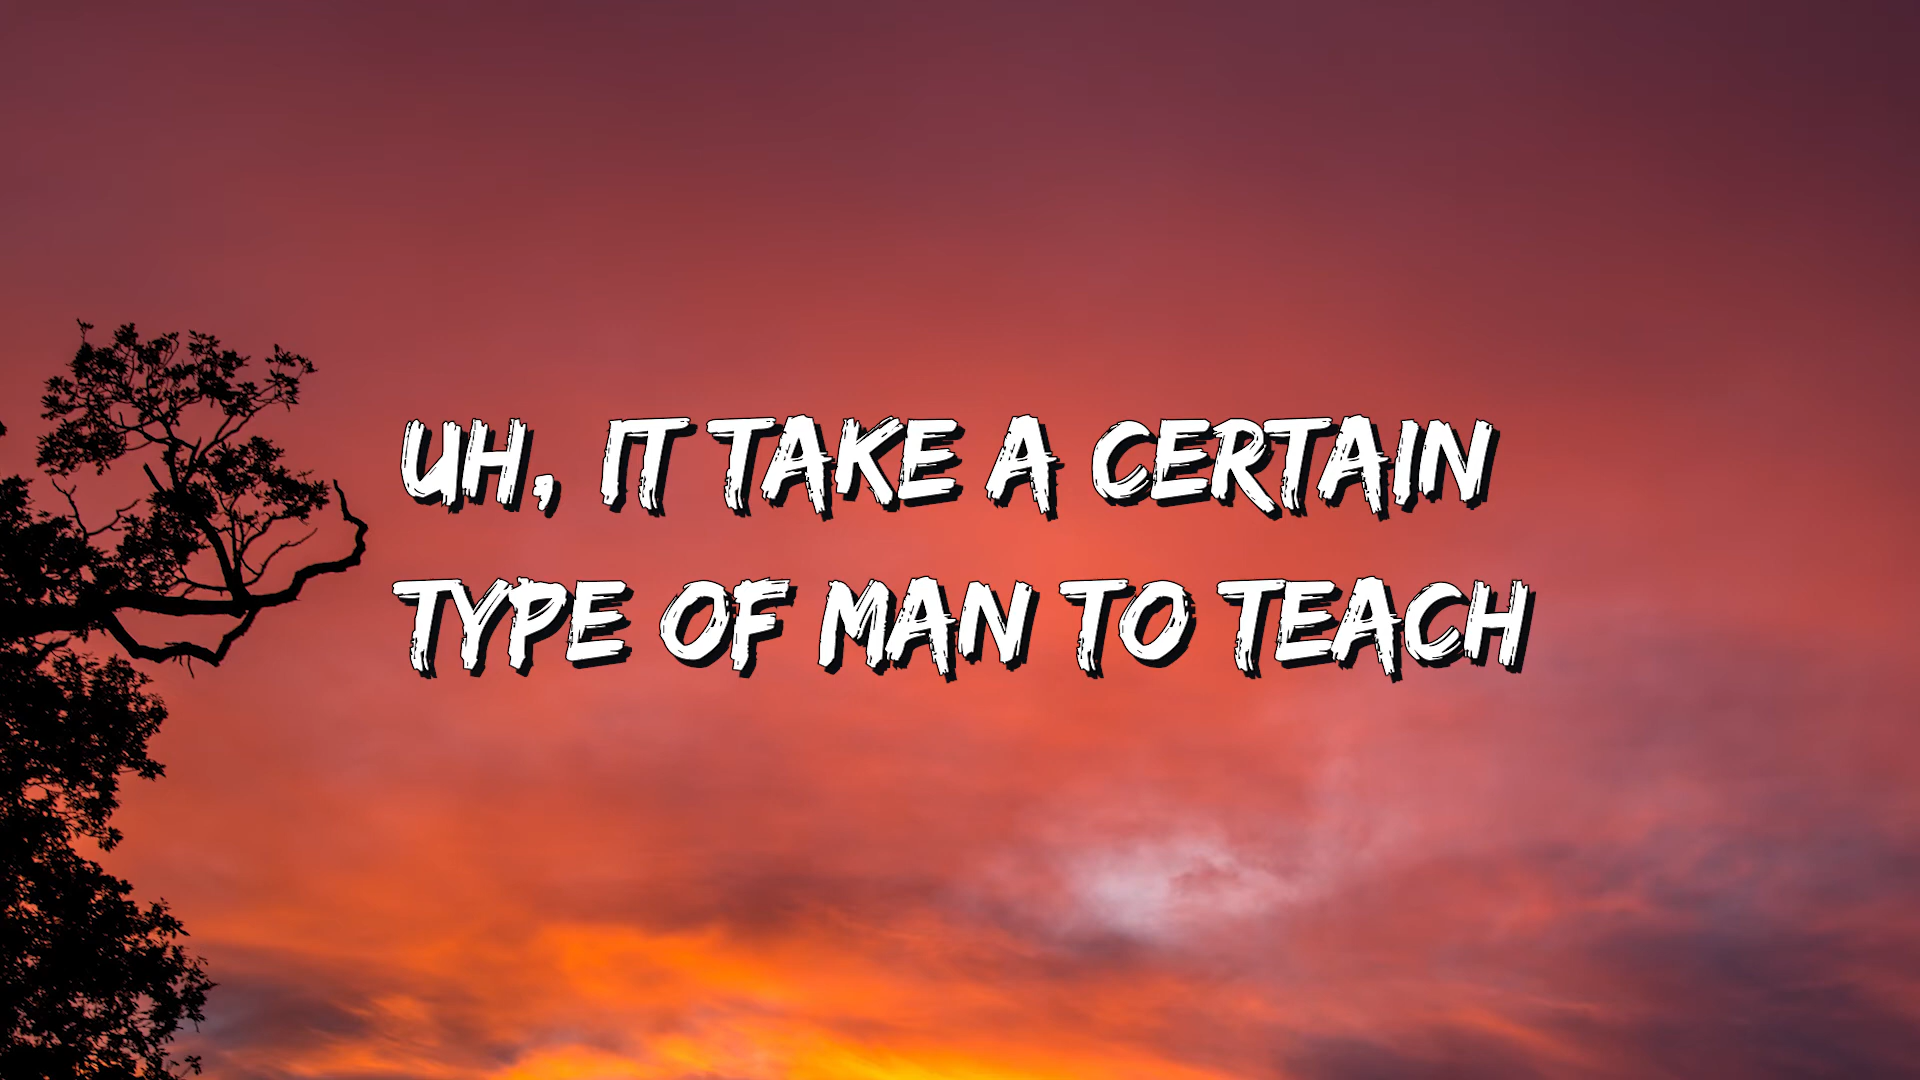 UH, IT TAKE A CERTAIN
TYPE OF MAN TO TEACH